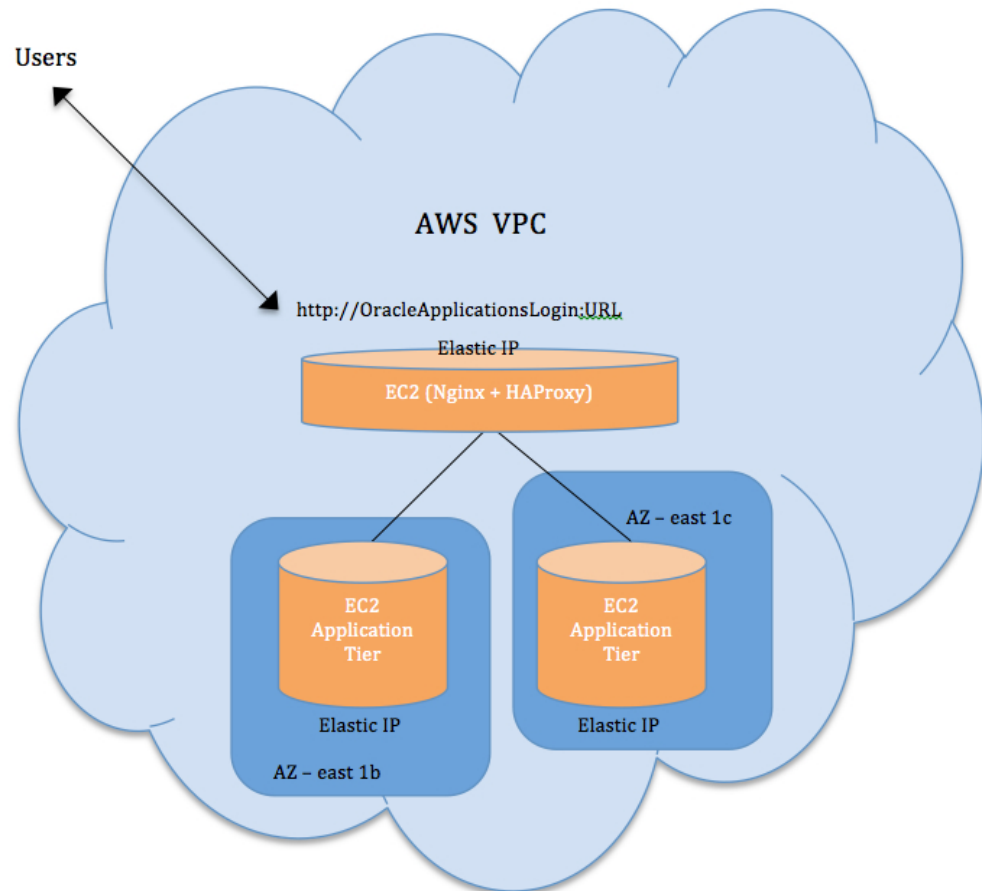 Users
AWS VPC
http://OracleApplicationsLogin:URL
Elastic IP
EC2 (Nginx + HAProxy)
AZ – east 1c
EC2
Application
Tier
Elastic IP
AZ – east 1b
EC2
Application
Tier
Elastic IP